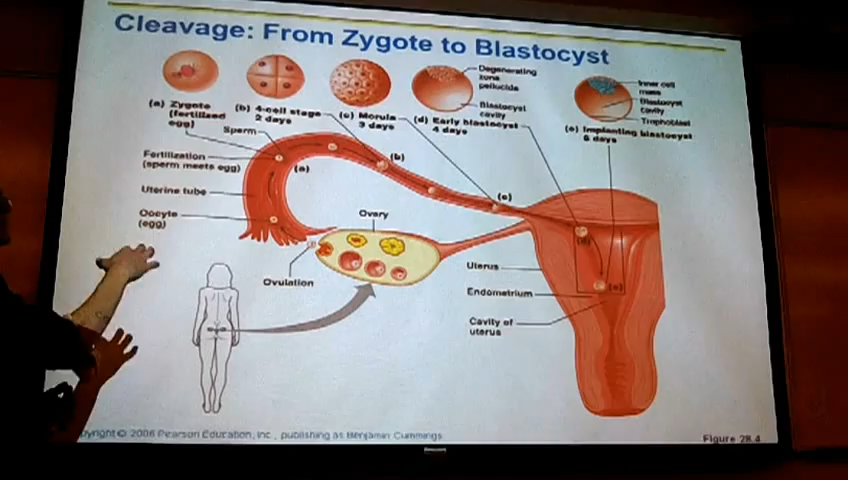 Cleavage: From Zygote to Blastocyst
Degenerating
zona
pellucida
Blastocyst
cavity
Inner cell
mass
Blastocyst
cavity
Trophoblast
(a) Zygote
(fertilized
egg)
(b) 4-cell stage
2 days
(c) Morula
3 days
(d) Early blastocyst
4 days
(e) Implanting blastocyst
6 days
Sperm
Fertilization
(sperm meets egg)
(a)
(b)
(c)
Uterine tube
Oocyte
(egg)
Ovary
Ovulation
(d)
(e)
Uterus
Endometrium
Cavity of
uterus
pyright © 2006 Pearson Education, Inc., publishing as Benjamin Cummings
Figure 28.4